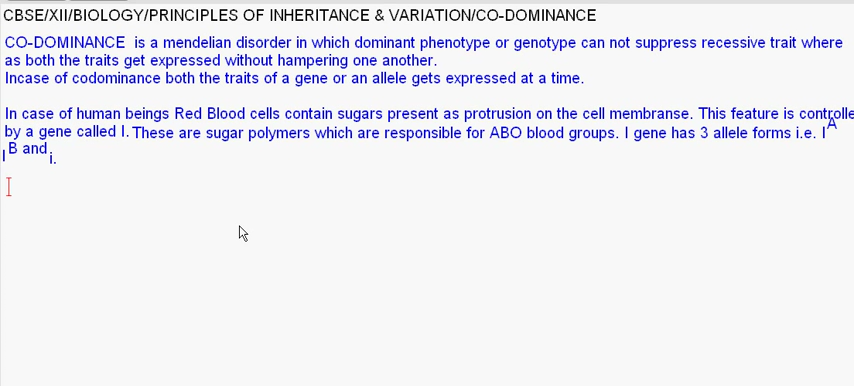 CBSE/XII/BIOLOGY/PRINCIPLES OF INHERITANCE & VARIATION/CO-DOMINANCE
CO-DOMINANCE is a mendelian disorder in which dominant phenotype or genotype can not suppress recessive trait where
as both the traits get expressed without hampering one another.
Incase of codominance both the traits of a gene or an allele gets expressed at a time.
In case of human beings Red Blood cells contain sugars present as protrusion on the cell membranse. This feature is controlle
by a gene called I. These are sugar polymers which are responsible for ABO blood groups. I gene has 3 allele forms i.e. I^A
I^B and i.